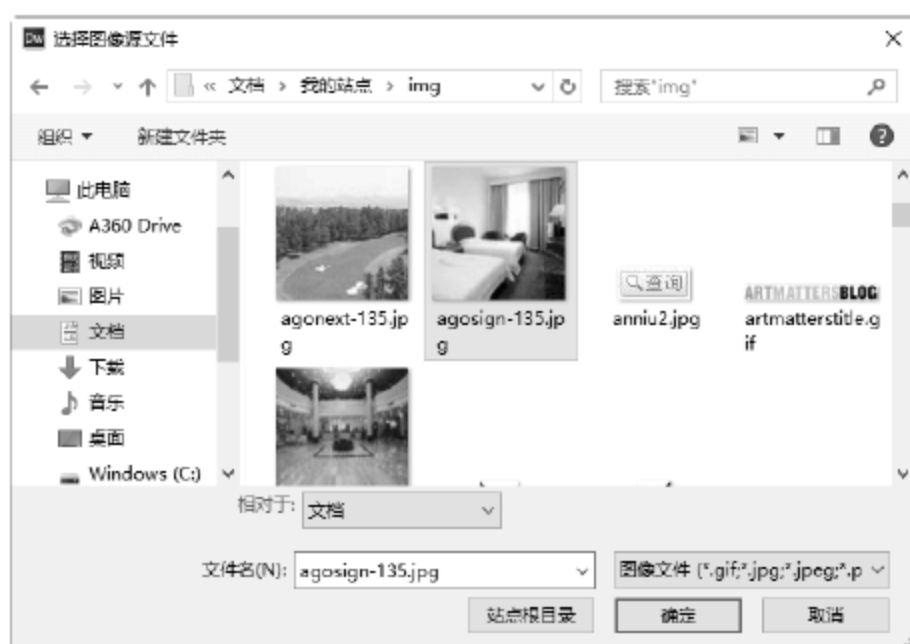 Dw 选择图像源文件
« 文档 > 我的站点 > img
搜索"img"
组织
新建文件夹
此电脑
A360 Drive
视频
图片
文档
下载
音乐
桌面
Windows (C:)
agonext-135.jp
g
agosign-135.jp
g
查询
anniu2.jpg
ARTMATTERSBLOG
artmatterstitle.g
if
相对于: 文档
文件名(N): agosign-135.jpg
图像文件 (*.gif;*.jpg;*.jpeg;*.p
站点根目录
确定
取消